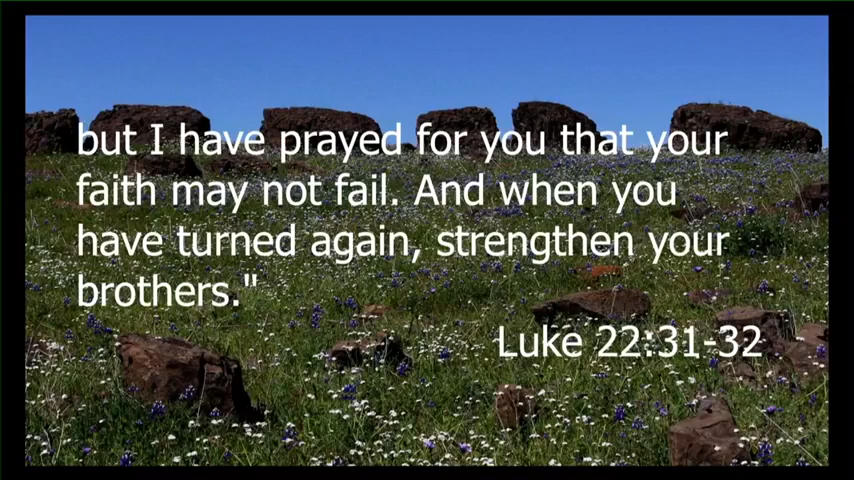 but I have prayed for you that your
faith may not fail. And when you
have turned again, strengthen your
brothers."
Luke 22:31-32